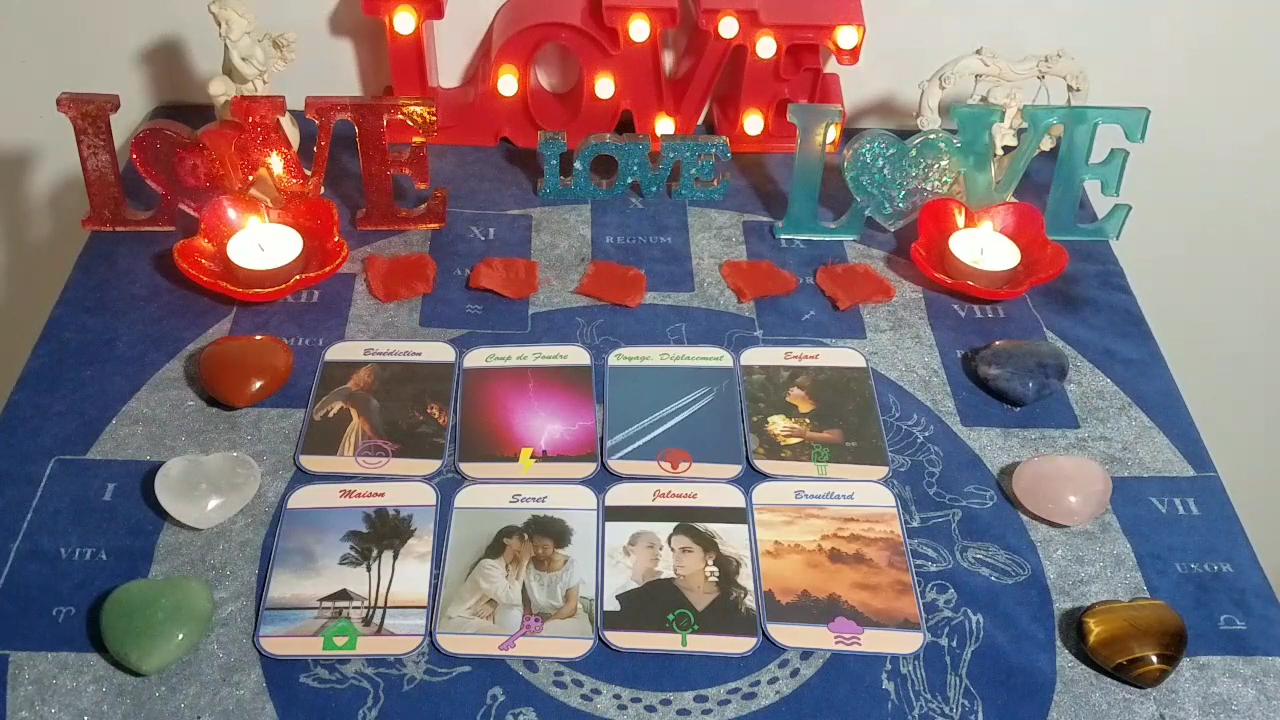 LOVE
LOVE
LOVE
LOVE
XI
X
REGNUM
IX
XII
AMICI
VIII
Bénédiction
Coup de Foudre
Voyage, Déplacement
Enfant
Maison
Secret
Jalousie
Brouillard
I
VITA
VII
UXOR